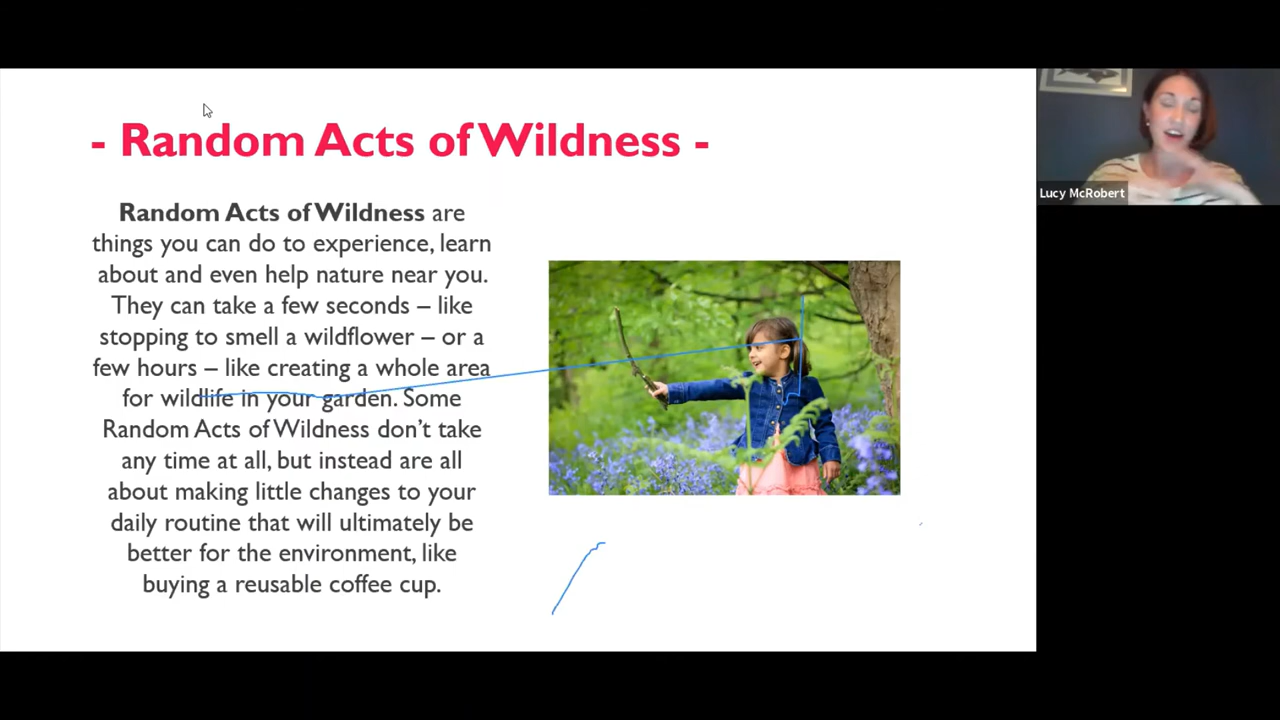 - Random Acts of Wildness -
Random Acts of Wildness are
things you can do to experience, learn
about and even help nature near you.
They can take a few seconds – like
stopping to smell a wildflower – or a
few hours – like creating a whole area
for wildlife in your garden. Some
Random Acts of Wildness don’t take
any time at all, but instead are all
about making little changes to your
daily routine that will ultimately be
better for the environment, like
buying a reusable coffee cup.
Lucy McRobert